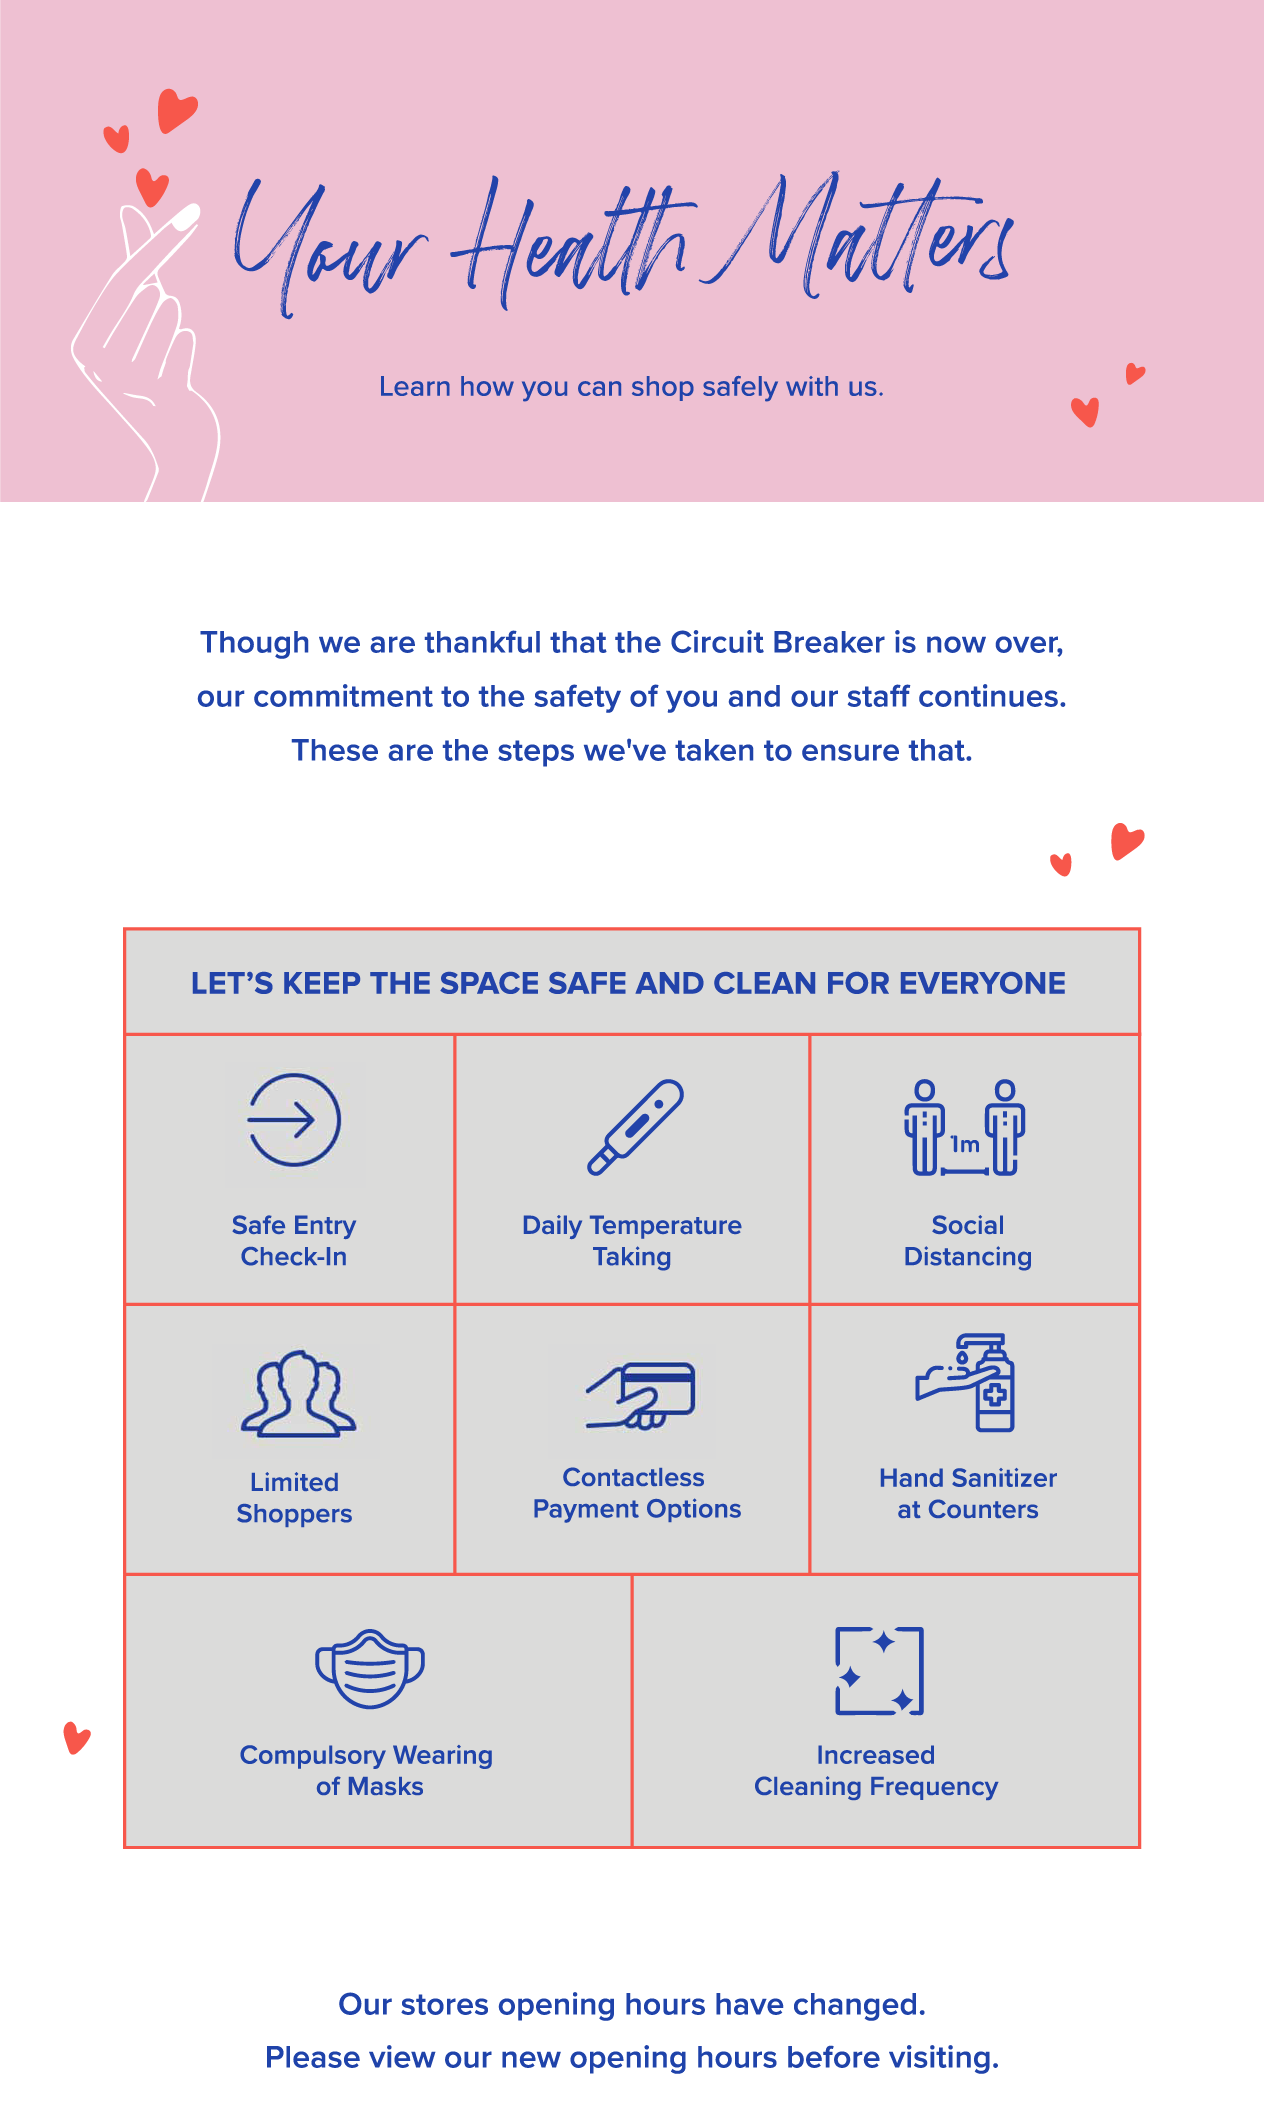 Your Health Matters
Learn how you can shop safely with us.
Though we are thankful that the Circuit Breaker is now over,
our commitment to the safety of you and our staff continues.
These are the steps we've taken to ensure that.
LET’S KEEP THE SPACE SAFE AND CLEAN FOR EVERYONE
Safe Entry
Check-In
Daily Temperature
Taking
1m
Social
Distancing
Limited
Shoppers
Contactless
Payment Options
Hand Sanitizer
at Counters
Compulsory Wearing
of Masks
Increased
Cleaning Frequency
Our stores opening hours have changed.
Please view our new opening hours before visiting.